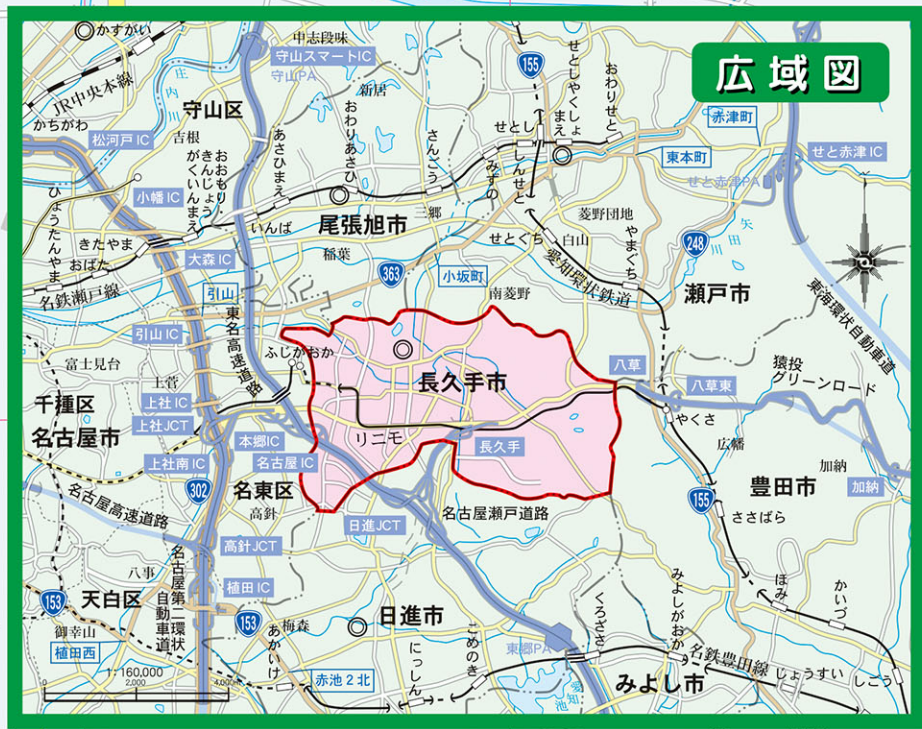 広域図
かすがい
中志段味
守山スマートIC
守山PA
155
せとしやくしょまえ
おわりせと
JR中央本線
庄内川
守山区
新居
おわりあさひ
さんごう
せとし
赤津町
かちがわ
松河戸IC
吉根
おおもり・きんじょうがくいんまえ
あさひまえ
みずの
しんせと
東本町
せと赤津IC
せと赤津PA
小幡IC
ひょうたんやま
尾張旭市
三郷
菱野団地
やまぐち
矢田川
きたやま
おばた
いんば
稲葉
せとぐち
白山
248
大森IC
363
小坂町
愛知環状鉄道
名鉄瀬戸線
引山
南菱野
瀬戸市
東海環状自動車道
引山IC
東名高速道路
ふじがおか
富士見台
上菅
長久手市
八草
八草東
猿投グリーンロード
千種区
上社IC
名古屋市
上社JCT
本郷IC
リニモ
長久手
やくさ
広幡
上社南IC
名古屋IC
加納
加納
302
名東区
155
豊田市
名古屋高速道路
高針
日進JCT
名古屋瀬戸道路
ささばら
高針JCT
八事
名古屋第二環状自動車道
植田IC
天白区
153
153
御幸山
植田西
梅森
あかいけ
日進市
みよしがおか
ほみ
かいづ
くろざさ
東郷PA
こめのき
にっしん
赤池2北
愛知池
名鉄豊田線
みよし市
じょうすい
しごう
1:160,000
0 2,000 4,000